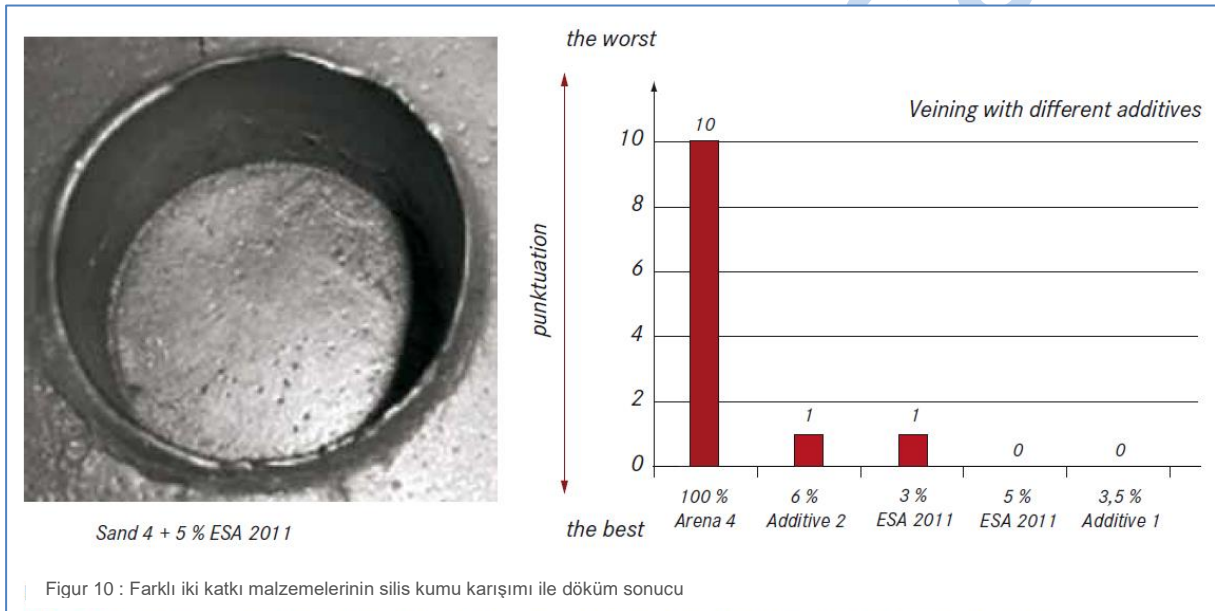 the worst
Veining with different additives
10
10
8
6
4
2
0
1
1
0
0
punktuation
100 %
Arena 4
6 %
Additive 2
3 %
ESA 2011
5 %
ESA 2011
3,5 %
Additive 1
the best
Sand 4 + 5 % ESA 2011
Figur 10 : Farklı iki katkı malzemelerinin silis kumu karışımı ile döküm sonucu